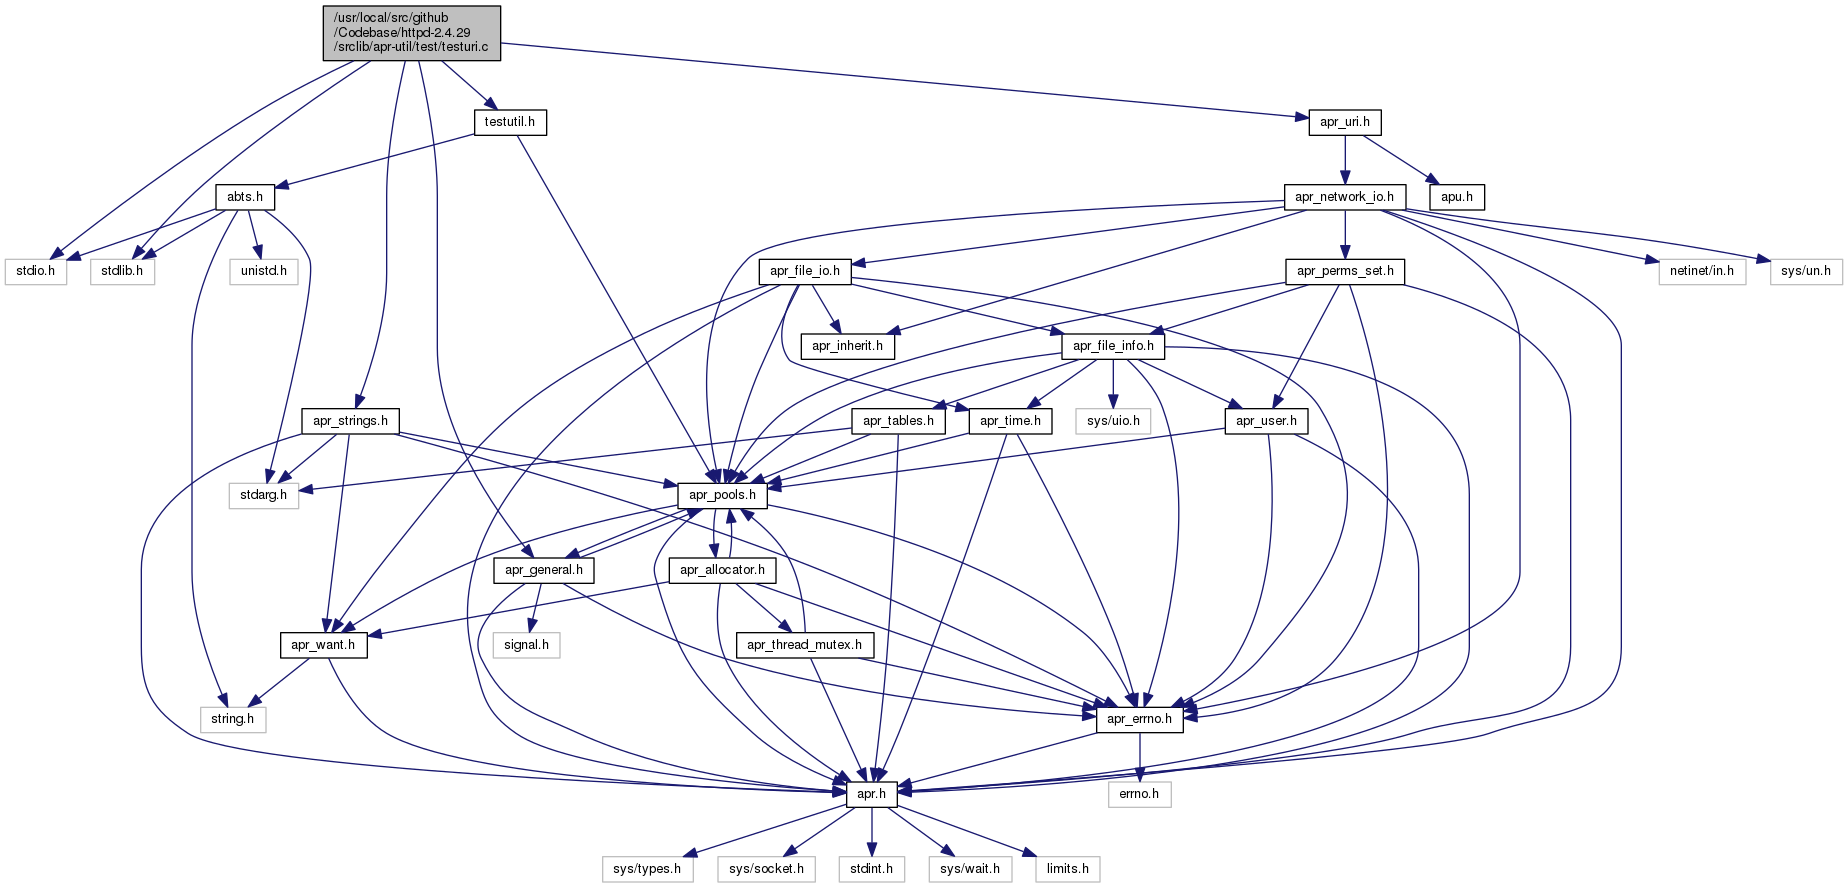 /usr/local/src/github
/Codebase/httpd-2.4.29
/srclib/apr-util/test/testuri.c
testutil.h
apr_uri.h
abts.h
apr_network_io.h
apu.h
stdio.h
stdlib.h
unistd.h
apr_file_io.h
apr_perms_set.h
netinet/in.h
sys/un.h
apr_inherit.h
apr_file_info.h
apr_strings.h
apr_tables.h
apr_time.h
sys/uio.h
apr_user.h
stdarg.h
apr_pools.h
apr_general.h
apr_allocator.h
apr_want.h
signal.h
apr_thread_mutex.h
string.h
apr_errno.h
apr.h
errno.h
sys/types.h
sys/socket.h
stdint.h
sys/wait.h
limits.h